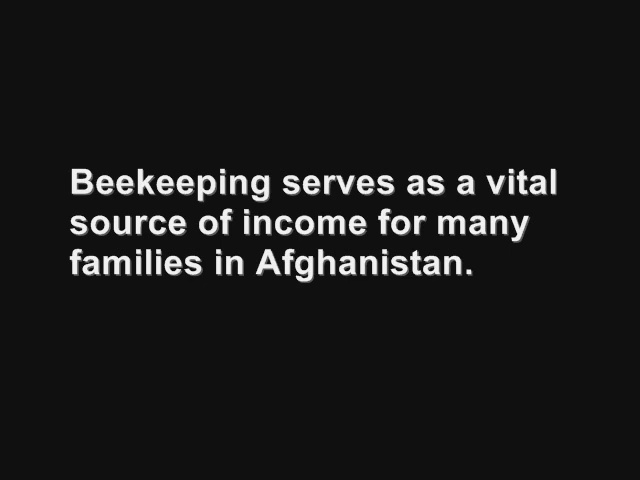 Beekeeping serves as a vital
source of income for many
families in Afghanistan.